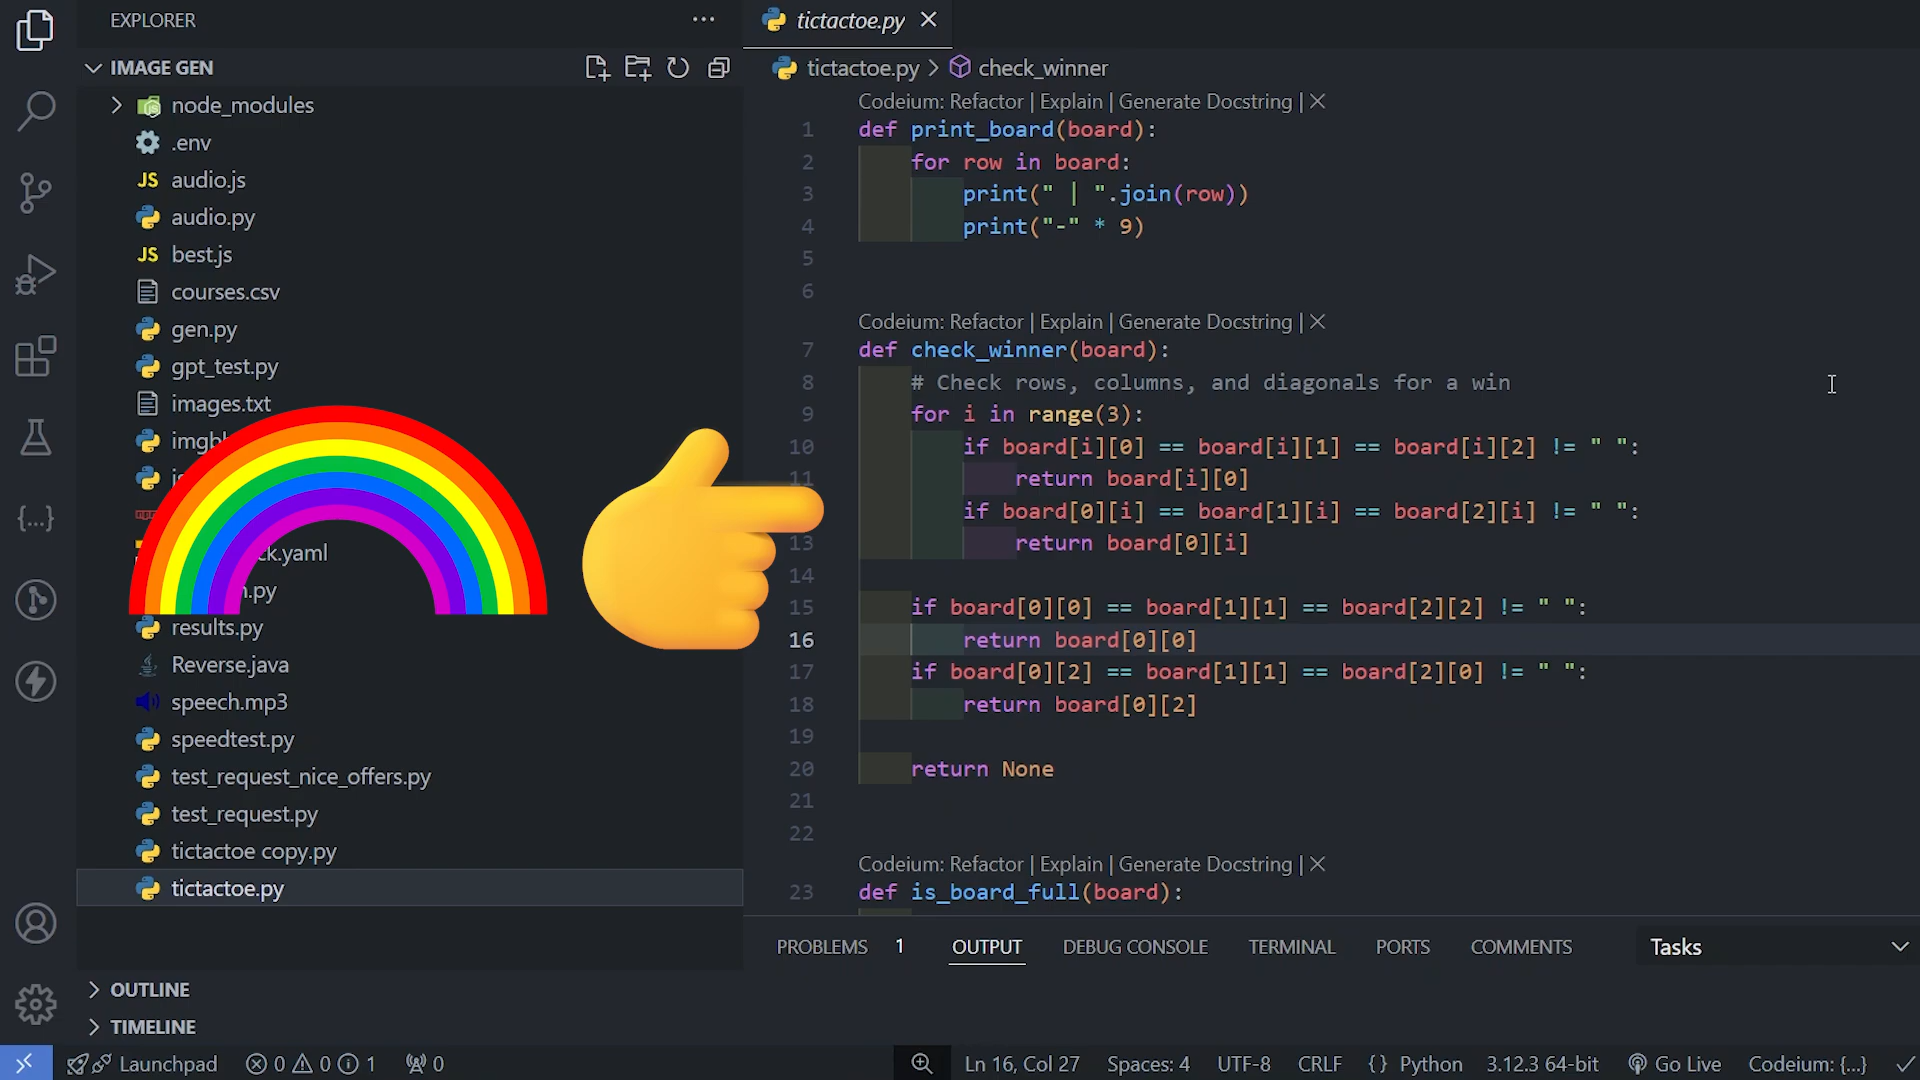 EXPLORER
IMAGE GEN
node_modules
.env
JS audio.js
audio.py
JS best.js
courses.csv
gen.py
gpt_test.py
images.txt
ck.yaml
.py
results.py
Reverse.java
speech.mp3
speedtest.py
test_request_nice_offers.py
test_request.py
tictactoe copy.py
tictactoe.py
OUTLINE
TIMELINE
tictactoe.py
tictactoe.py > check_winner
Codeium: Refactor | Explain | Generate Docstring | X
1 def print_board(board):
2 for row in board:
3 print(" | ".join(row))
4 print("-" * 9)
5
6
Codeium: Refactor | Explain | Generate Docstring | X
7 def check_winner(board):
8 # Check rows, columns, and diagonals for a win
9 for i in range(3):
10 if board[i][0] == board[i][1] == board[i][2] != " ":
11 return board[i][0]
if board[0][i] == board[1][i] == board[2][i] != " ":
13 return board[0][i]
14
15 if board[0][0] == board[1][1] == board[2][2] != " ":
16 return board[0][0]
17 if board[0][2] == board[1][1] == board[2][0] != " ":
18 return board[0][2]
19
20 return None
21
22
Codeium: Refactor | Explain | Generate Docstring | X
23 def is_board_full(board):
PROBLEMS 1 OUTPUT DEBUG CONSOLE TERMINAL PORTS COMMENTS Tasks
Launchpad 0 0 1 0 Ln 16, Col 27 Spaces: 4 UTF-8 CRLF {} Python 3.12.3 64-bit Go Live Codeium: {...}